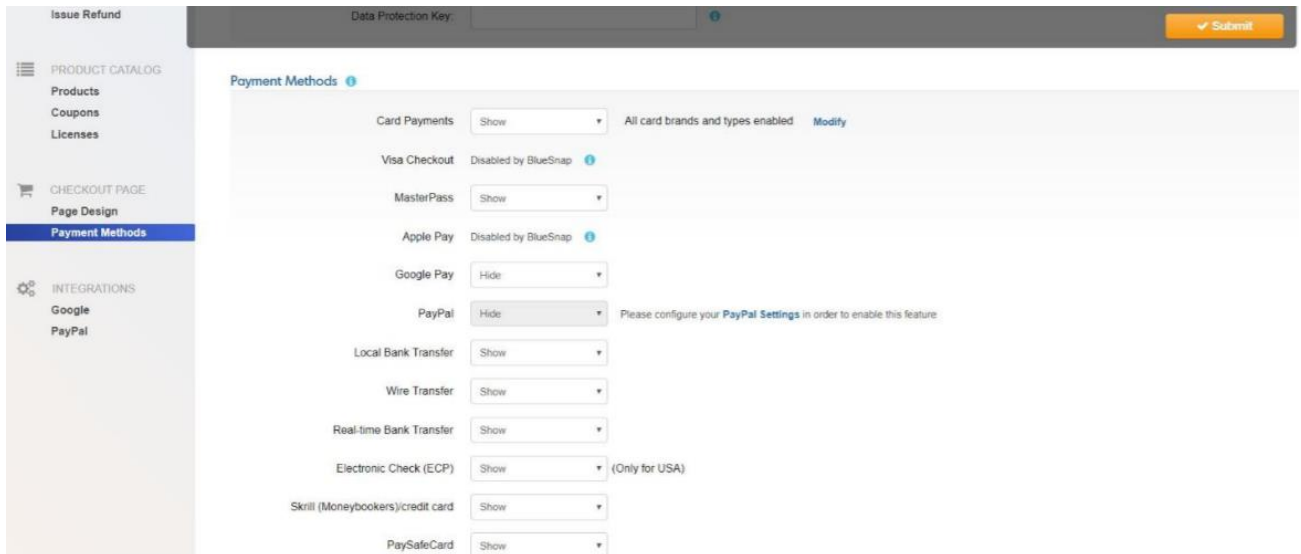 Issue Refund
Data Protection Key:
Submit
PRODUCT CATALOG
Products
Coupons
Licenses
CHECKOUT PAGE
Page Design
Payment Methods
INTEGRATIONS
Google
PayPal
Payment Methods
Card Payments Show All card brands and types enabled Modify
Visa Checkout Disabled by BlueSnap
MasterPass Show
Apple Pay Disabled by BlueSnap
Google Pay Hide
PayPal Hide Please configure your PayPal Settings in order to enable this feature
Local Bank Transfer Show
Wire Transfer Show
Real-time Bank Transfer Show
Electronic Check (ECP) Show (Only for USA)
Skrill (Moneybookers)/credit card Show
PaySafeCard Show